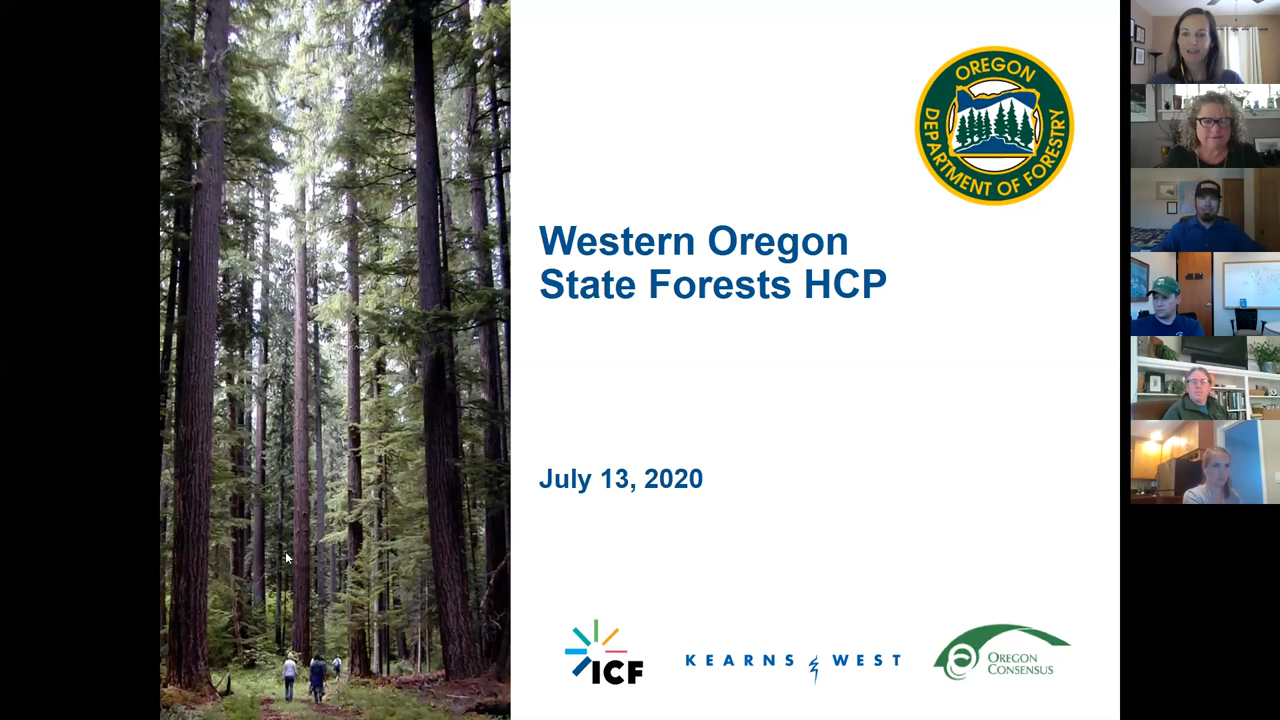 OREGON
DEPARTMENT OF FORESTRY
Western Oregon
State Forests HCP
July 13, 2020
ICF
KEARNS WEST
OREGON
CONSENSUS